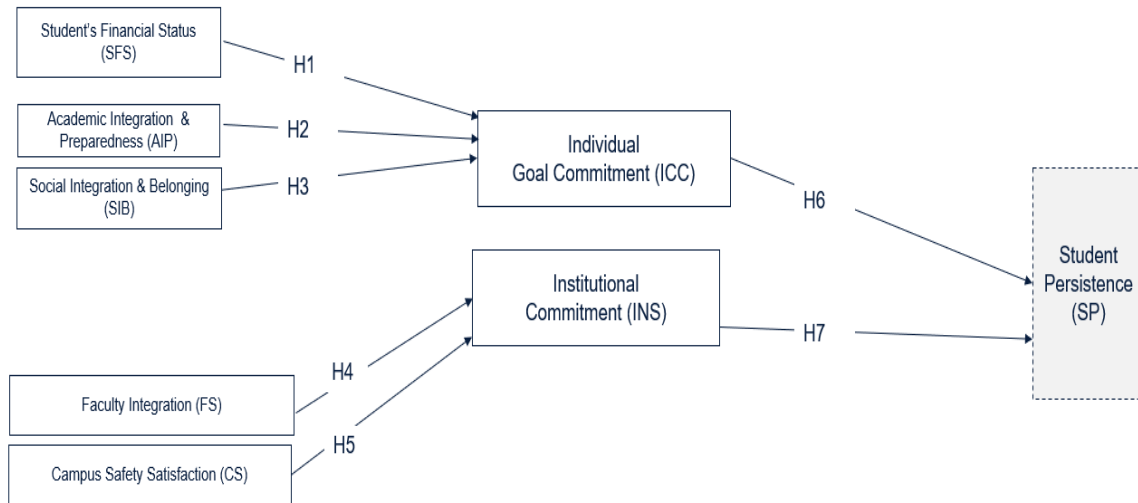 Student's Financial Status
(SFS)
H1
Academic Integration &
Preparedness (AIP)
H2
Social Integration & Belonging
(SIB)
H3
Individual
Goal Commitment (ICC)
H6
Institutional
Commitment (INS)
H7
Student
Persistence
(SP)
H4
Faculty Integration (FS)
H5
Campus Safety Satisfaction (CS)